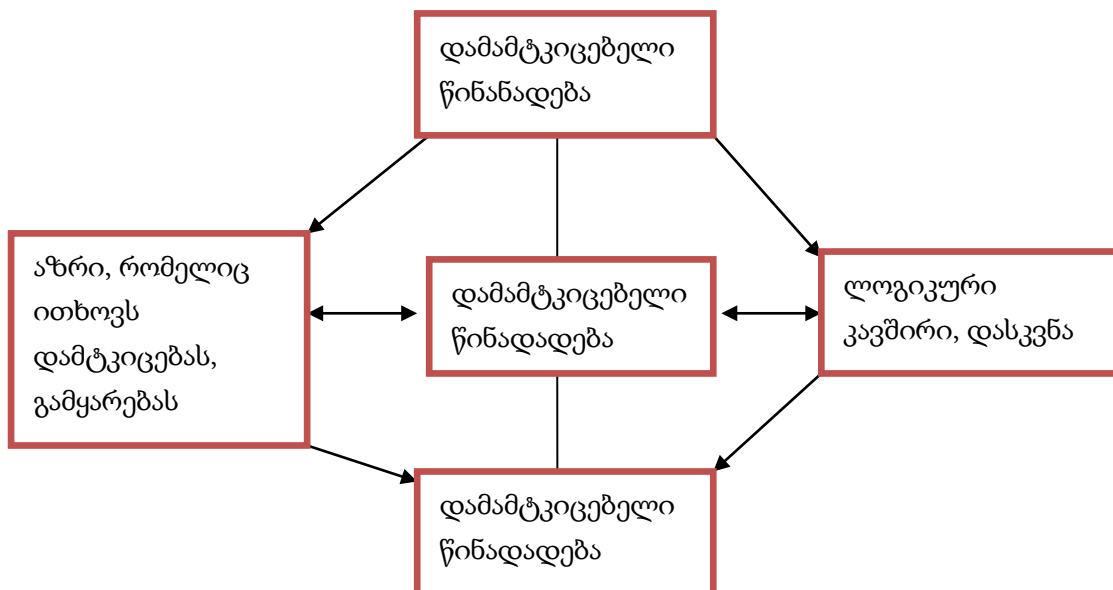 დამამტკიცებელი
წინანადება
აზრი, რომელიც
ითხოვს
დამტკიცებას,
გამყარებას
დამამტკიცებელი
წინადადება
ლოგიკური
კავშირი, დასკვნა
დამამტკიცებელი
წინადადება